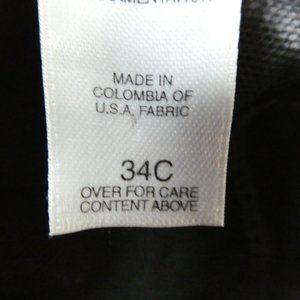 MADE IN
COLOMBIA OF
U.S.A. FABRIC
34C
OVER FOR CARE
CONTENT ABOVE